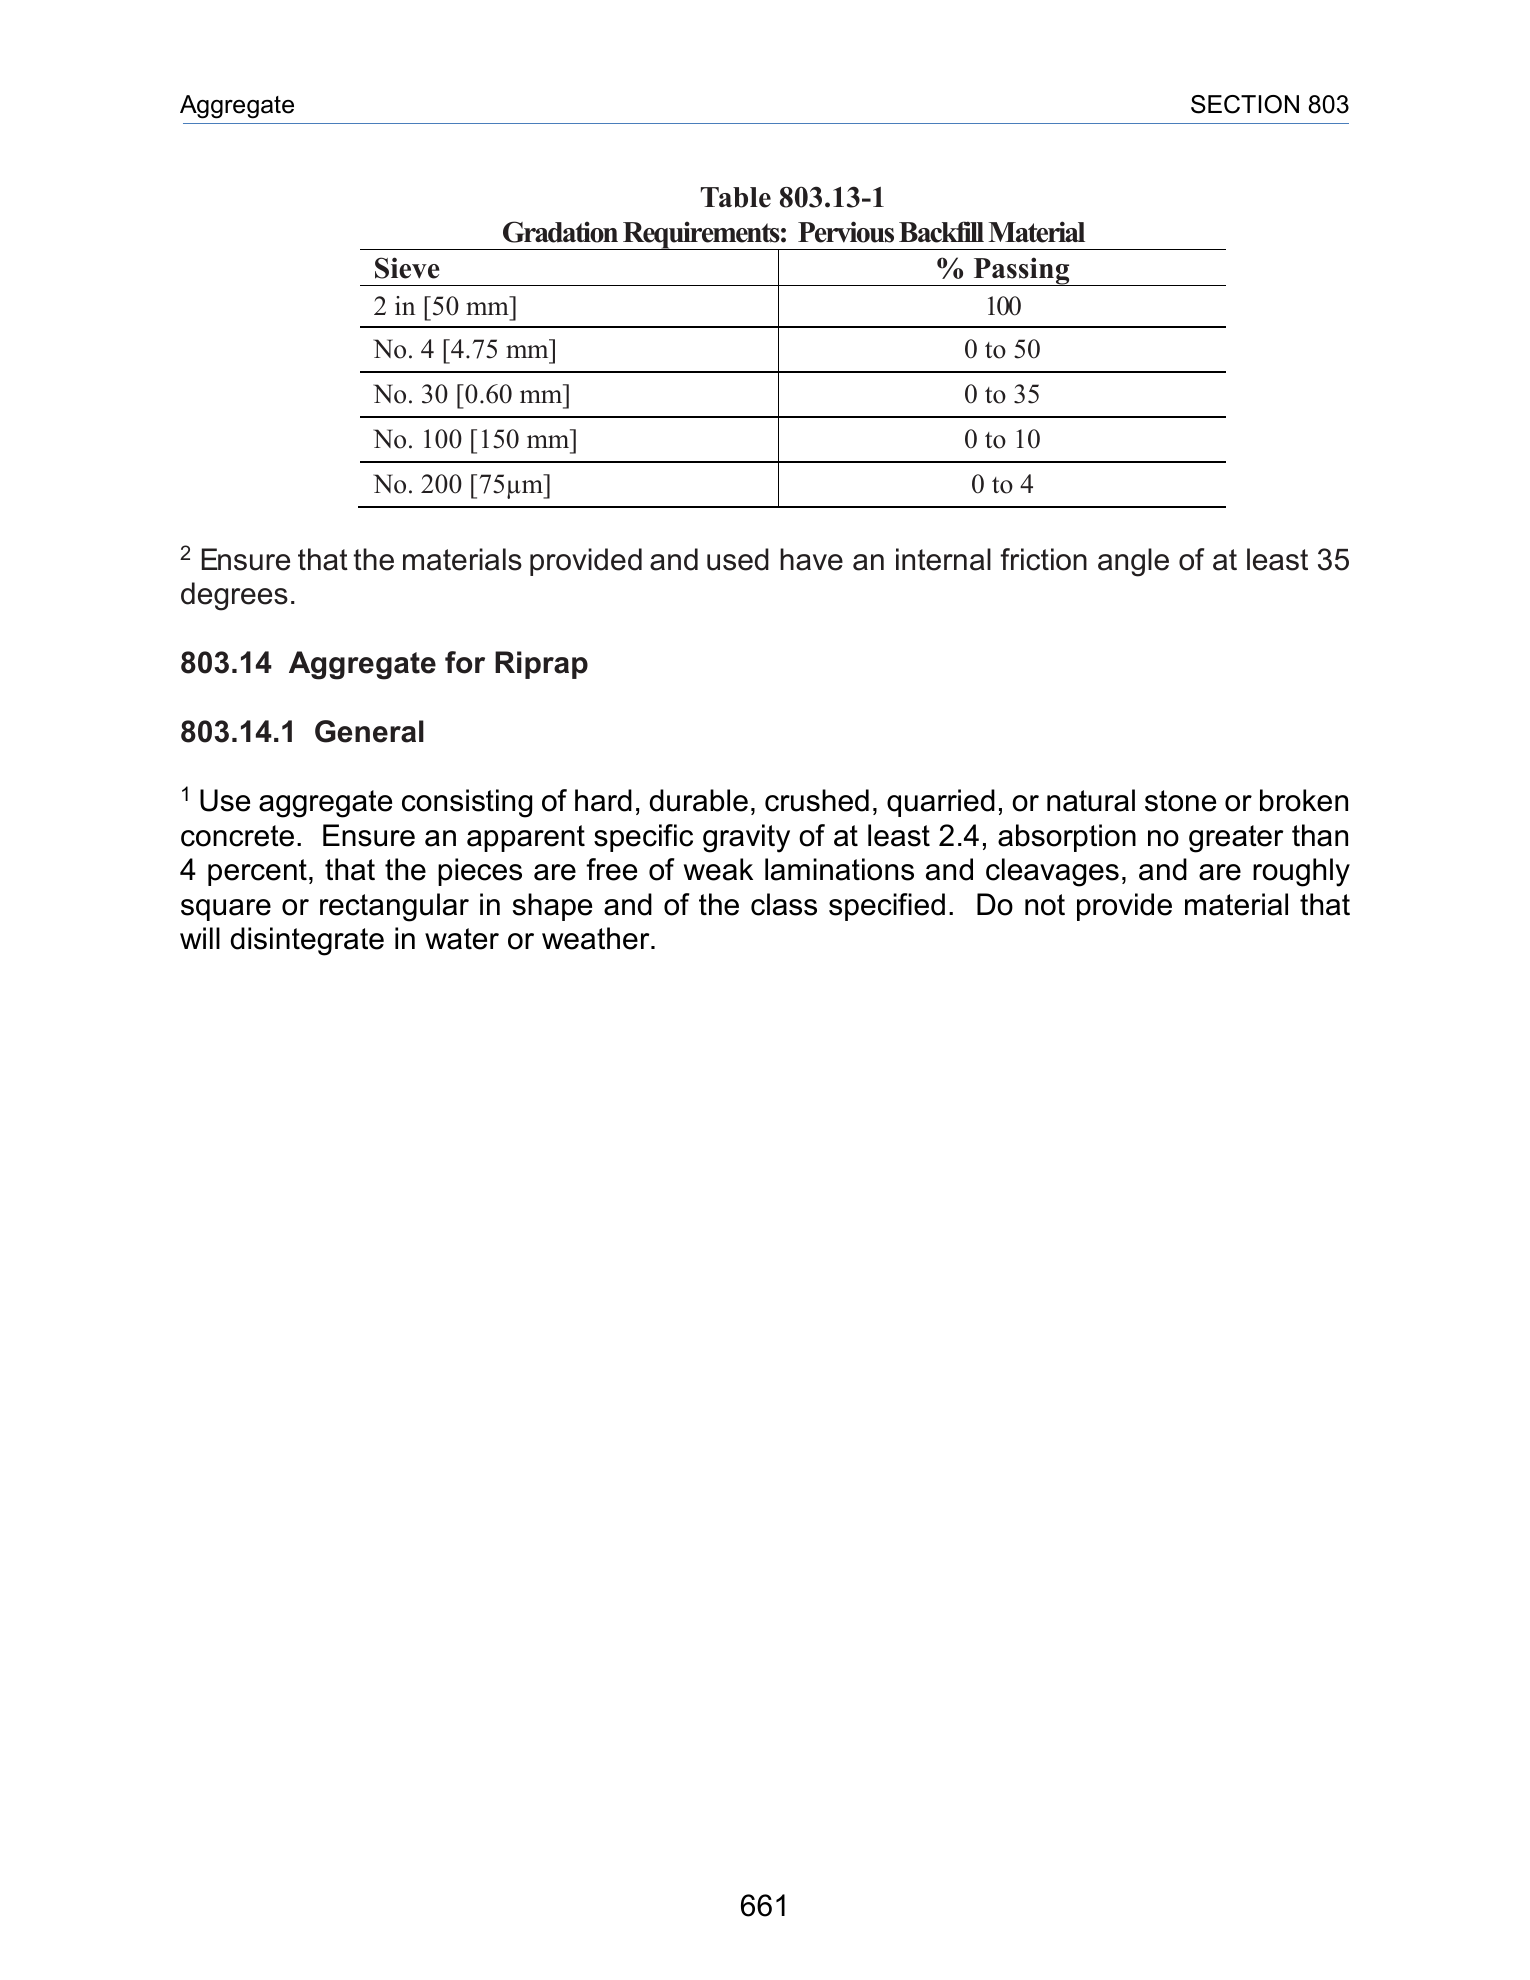 Aggregate SECTION 803
Table 803.13-1
Gradation Requirements: Pervious Backfill Material
Sieve % Passing
2 in [50 mm] 100
No. 4 [4.75 mm] 0 to 50
No. 30 [0.60 mm] 0 to 35
No. 100 [150 mm] 0 to 10
No. 200 [75µm] 0 to 4
2 Ensure that the materials provided and used have an internal friction angle of at least 35
degrees.
803.14 Aggregate for Riprap
803.14.1 General
1 Use aggregate consisting of hard, durable, crushed, quarried, or natural stone or broken
concrete. Ensure an apparent specific gravity of at least 2.4, absorption no greater than
4 percent, that the pieces are free of weak laminations and cleavages, and are roughly
square or rectangular in shape and of the class specified. Do not provide material that
will disintegrate in water or weather.
661